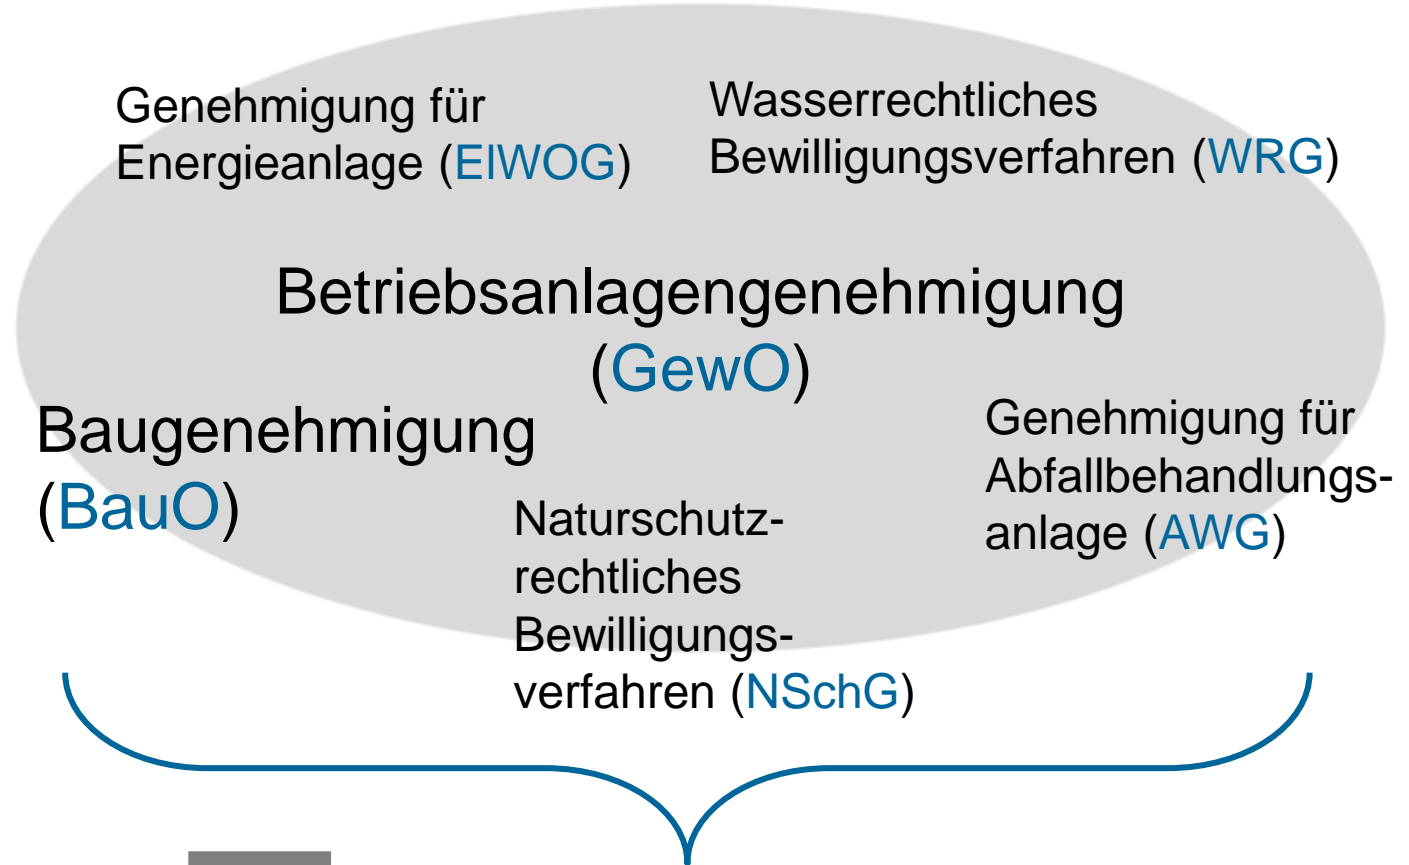 Genehmigung für
Energieanlage (ElWOG)
Wasserrechtliches
Bewilligungsverfahren (WRG)
Betriebsanlagengenehmigung
(GewO)
Baugenehmigung
(BauO)
Genehmigung für
Abfallbehandlungs-
anlage (AWG)
Naturschutz-
rechtliches
Bewilligungs-
verfahren (NSchG)